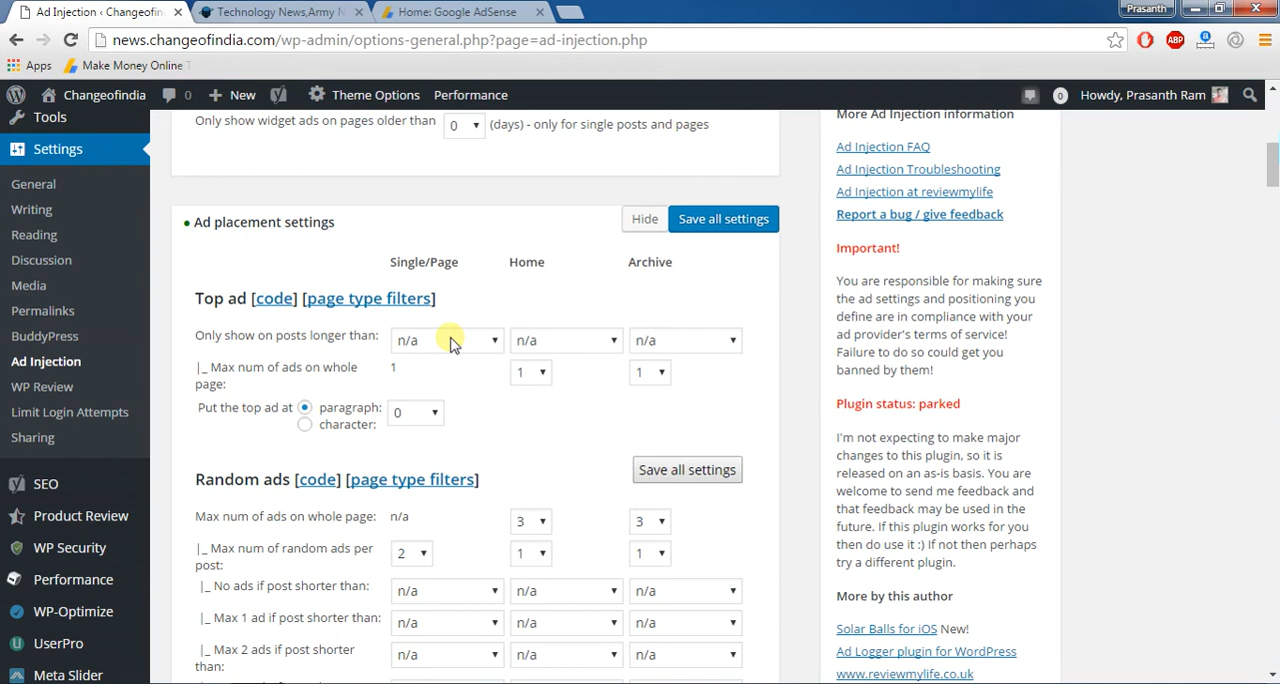 Ad Injection ‹ Changeofin
Technology News,Army N
Home: Google AdSense
Prasanth
news.changeofindia.com/wp-admin/options-general.php?page=ad-injection.php
ABP
Apps
Make Money Online
Changeofindia
0
New
Theme Options
Performance
0
Howdy, Prasanth Ram
Tools
Settings
General
Writing
Reading
Discussion
Media
Permalinks
BuddyPress
Ad Injection
WP Review
Limit Login Attempts
Sharing
SEO
Product Review
WP Security
Performance
WP-Optimize
UserPro
Meta Slider
Only show widget ads on pages older than 0 (days) - only for single posts and pages
Ad placement settings
Hide
Save all settings
Single/Page Home Archive
Top ad [code] [page type filters]
Only show on posts longer than: n/a n/a n/a
|_ Max num of ads on whole 1 1 1
page:
Put the top ad at paragraph: 0
character:
Random ads [code] [page type filters]
Save all settings
Max num of ads on whole page: n/a 3 3
|_ Max num of random ads per 2 1 1
post:
|_ No ads if post shorter than: n/a n/a n/a
|_ Max 1 ad if post shorter than: n/a n/a n/a
|_ Max 2 ads if post shorter n/a n/a n/a
than:
More Ad Injection information
Ad Injection FAQ
Ad Injection Troubleshooting
Ad Injection at reviewmylife
Report a bug / give feedback
Important!
You are responsible for making sure
the ad settings and positioning you
define are in compliance with your
ad provider's terms of service!
Failure to do so could get you
banned by them!
Plugin status: parked
I'm not expecting to make major
changes to this plugin, so it is
released on an as-is basis. You are
welcome to send me feedback and
that feedback may be used in the
future. If this plugin works for you
then do use it :) If not then perhaps
try a different plugin.
More by this author
Solar Balls for iOS New!
Ad Logger plugin for WordPress
www.reviewmylife.co.uk